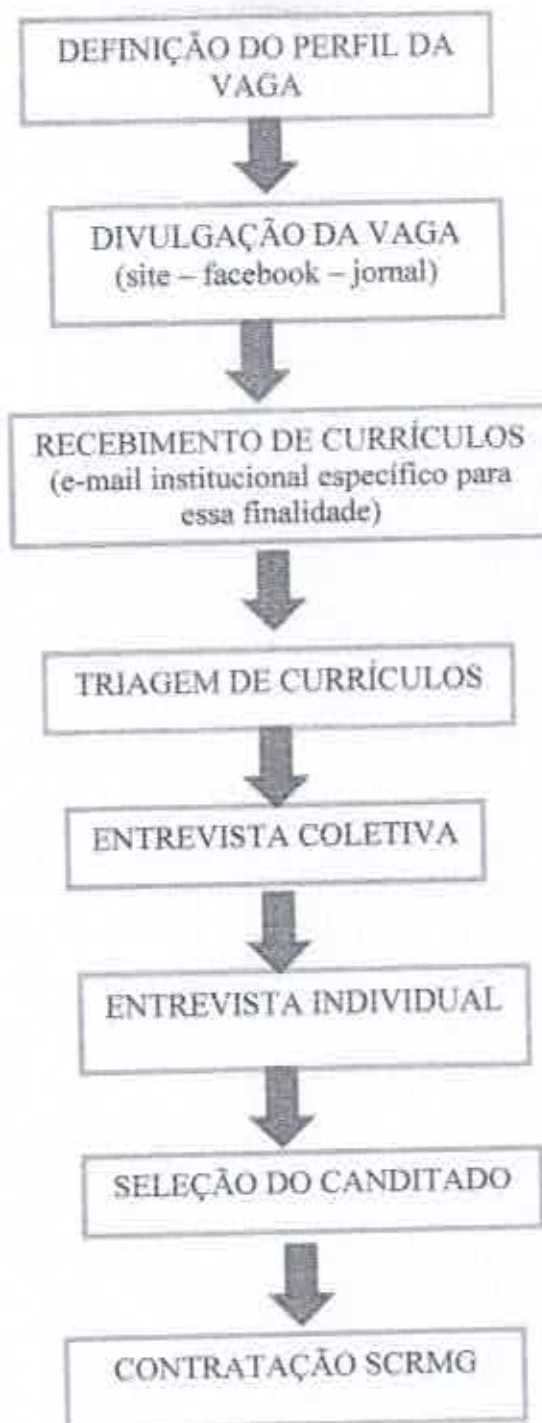 DEFINIÇÃO DO PERFIL DA
VAGA
DIVULGAÇÃO DA VAGA
(site – facebook – jornal)
RECEBIMENTO DE CURRÍCULOS
(e-mail institucional específico para
essa finalidade)
TRIAGEM DE CURRÍCULOS
ENTREVISTA COLETIVA
ENTREVISTA INDIVIDUAL
SELEÇÃO DO CANDITADO
CONTRATAÇÃO SCRMG